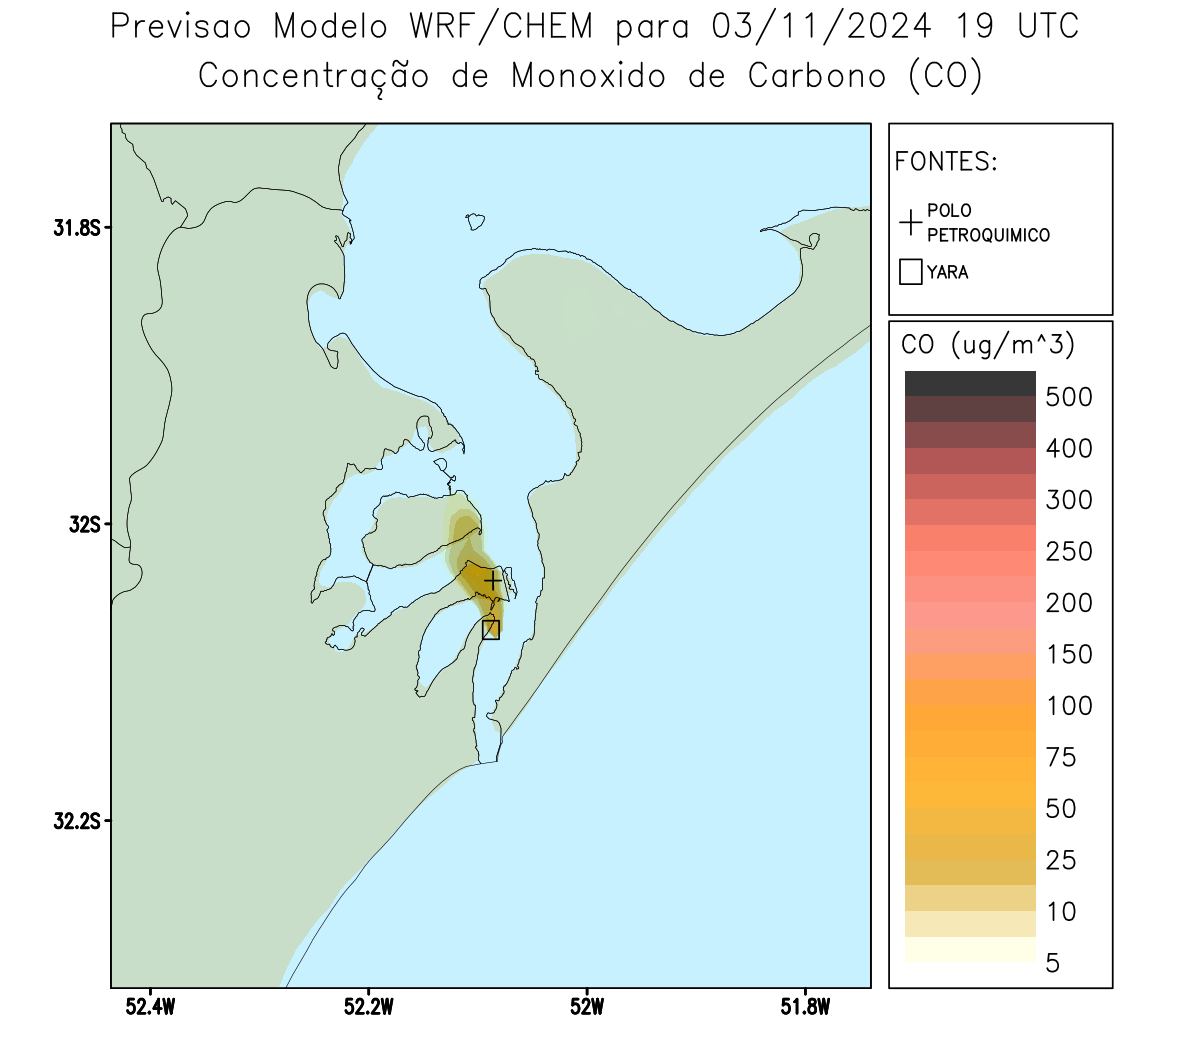 Previsao Modelo WRF/CHEM para 03/11/2024 19 UTC
Concentração de Monoxido de Carbono (CO)
FONTES:
POLO
PETROQUIMICO
YARA
CO (ug/m^3)
500
400
300
250
200
150
100
75
50
25
10
5
31.8S
32S
32.2S
52.4W
52.2W
52W
51.8W